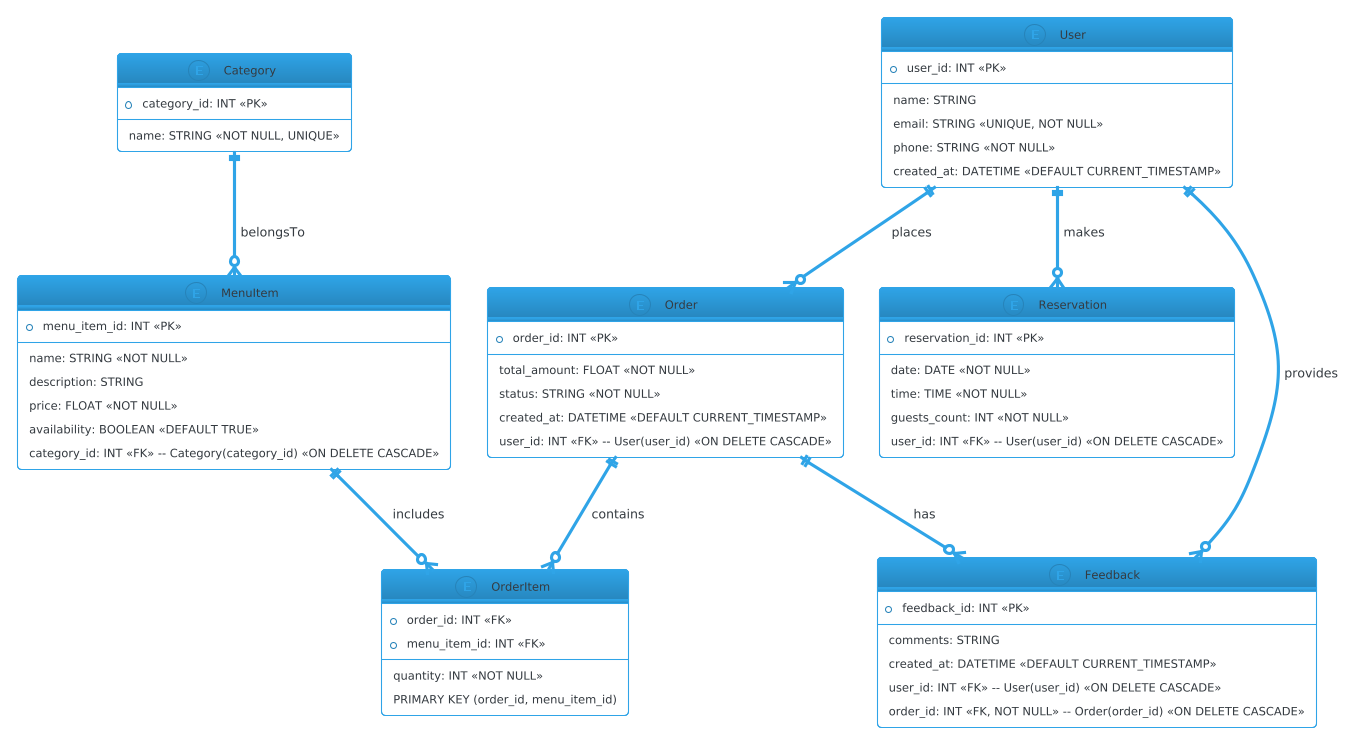 E User
user_id: INT «PK»
name: STRING
email: STRING «UNIQUE, NOT NULL»
phone: STRING «NOT NULL»
created_at: DATETIME «DEFAULT CURRENT_TIMESTAMP»
E Category
category_id: INT «PK»
name: STRING «NOT NULL, UNIQUE»
belongsTo
places
makes
provides
E MenuItem
menu_item_id: INT «PK»
name: STRING «NOT NULL»
description: STRING
price: FLOAT «NOT NULL»
availability: BOOLEAN «DEFAULT TRUE»
category_id: INT «FK» -- Category(category_id) «ON DELETE CASCADE»
E Order
order_id: INT «PK»
total_amount: FLOAT «NOT NULL»
status: STRING «NOT NULL»
created_at: DATETIME «DEFAULT CURRENT_TIMESTAMP»
user_id: INT «FK» -- User(user_id) «ON DELETE CASCADE»
E Reservation
reservation_id: INT «PK»
date: DATE «NOT NULL»
time: TIME «NOT NULL»
guests_count: INT «NOT NULL»
user_id: INT «FK» -- User(user_id) «ON DELETE CASCADE»
includes
contains
has
E OrderItem
order_id: INT «FK»
menu_item_id: INT «FK»
quantity: INT «NOT NULL»
PRIMARY KEY (order_id, menu_item_id)
E Feedback
feedback_id: INT «PK»
comments: STRING
created_at: DATETIME «DEFAULT CURRENT_TIMESTAMP»
user_id: INT «FK» -- User(user_id) «ON DELETE CASCADE»
order_id: INT «FK, NOT NULL» -- Order(order_id) «ON DELETE CASCADE»